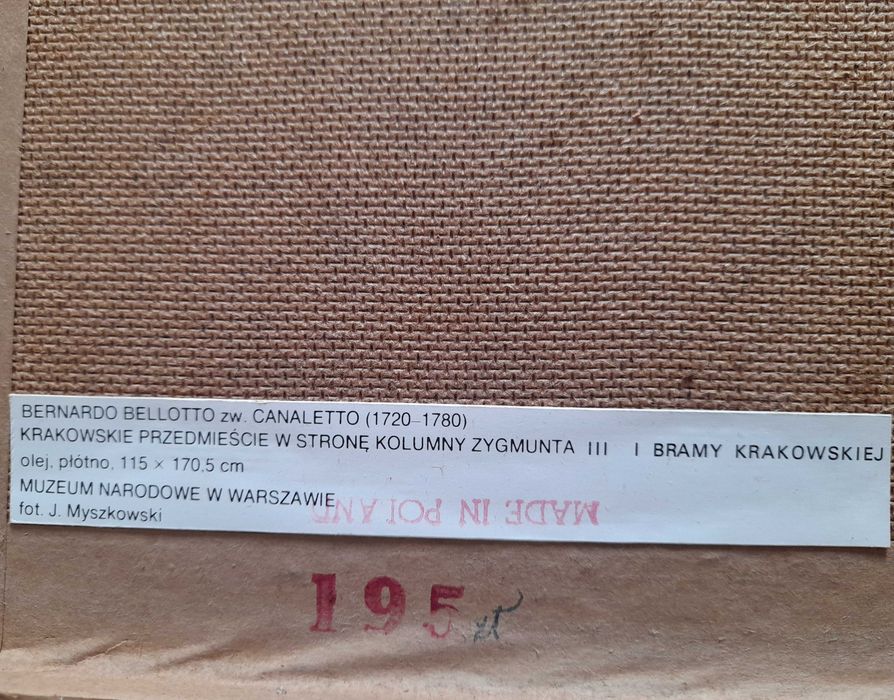 BERNARDO BELLOTTO zw. CANALETTO (1720–1780)
KRAKOWSKIE PRZEDMIEŚCIE W STRONĘ KOLUMNY ZYGMUNTA III I BRAMY KRAKOWSKIEJ
olej, płótno, 115 × 170,5 cm
MUZEUM NARODOWE W WARSZAWIE
fot. J. Myszkowski
MADE IN POLAND
195 zł